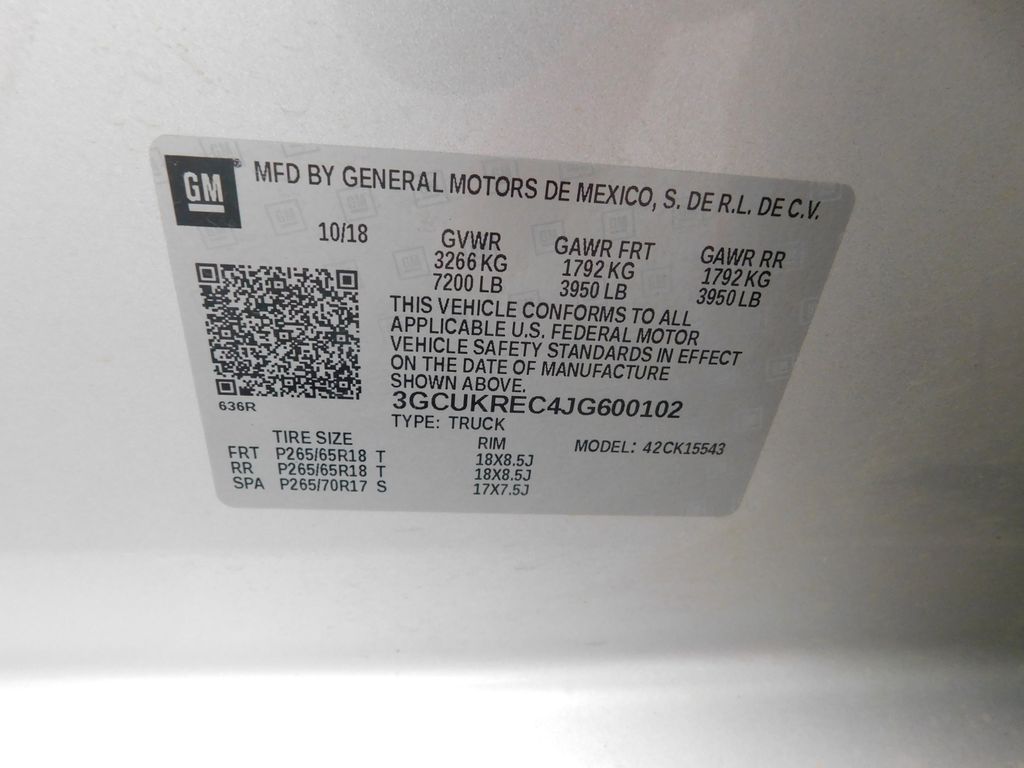 GM MFD BY GENERAL MOTORS DE MEXICO, S. DE R.L. DE C.V.
10/18 GVWR GAWR FRT GAWR RR
3266 KG 1792 KG 1792 KG
7200 LB 3950 LB 3950 LB
THIS VEHICLE CONFORMS TO ALL
APPLICABLE U.S. FEDERAL MOTOR
VEHICLE SAFETY STANDARDS IN EFFECT
ON THE DATE OF MANUFACTURE
SHOWN ABOVE.
636R 3GCUKREC4JG600102
TYPE: TRUCK
TIRE SIZE RIM MODEL: 42CK15543
FRT P265/65R18 T 18X8.5J
RR P265/65R18 T 18X8.5J
SPA P265/70R17 S 17X7.5J